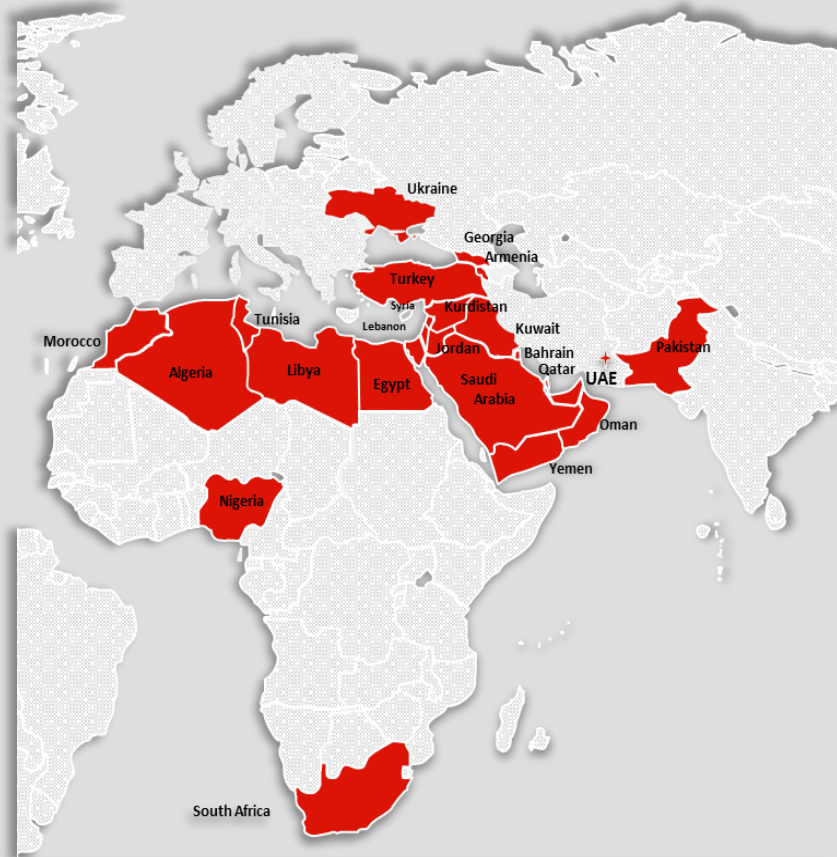 Ukraine
Georgia
Armenia
Turkey
Syria
Kurdistan
Lebanon
Tunisia
Kuwait
Morocco
Jordan
Bahrain
Pakistan
Algeria
Libya
Egypt
Qatar
UAE
Saudi
Arabia
Oman
Yemen
Nigeria
South Africa